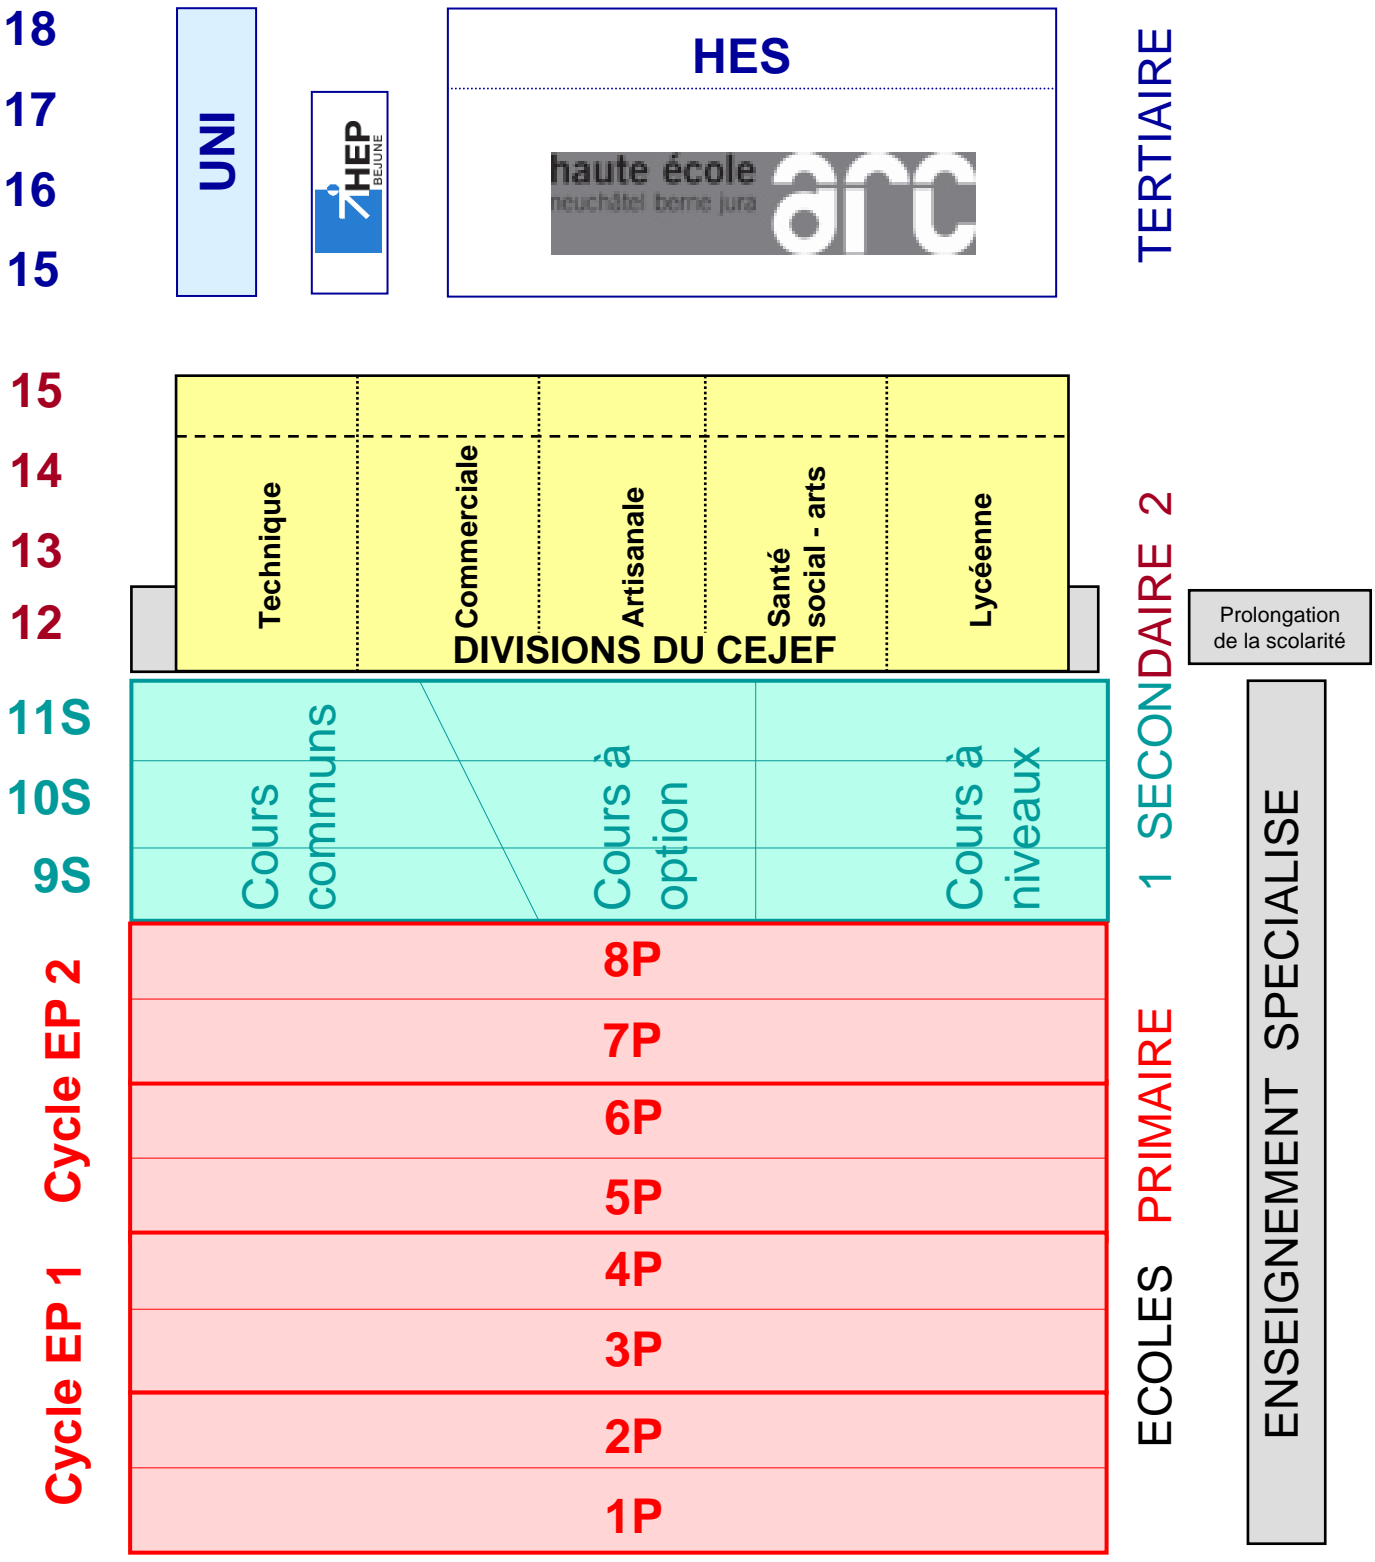 18
17
16
15
UNI
HEP
BEJUNE
HES
haute école
neuchâtel berne jura
arc
TERTIAIRE
15
14
13
12
Technique
Commerciale
Artisanale
Santé
social - arts
Lycéenne
DIVISIONS DU CEJEF
Prolongation
de la scolarité
11S
10S
9S
Cours
communs
Cours à
option
Cours à
niveaux
1 SECONDAIRE 2
Cycle EP 2
Cycle EP 1
8P
7P
6P
5P
4P
3P
2P
1P
ECOLES PRIMAIRE
ENSEIGNEMENT SPECIALISE